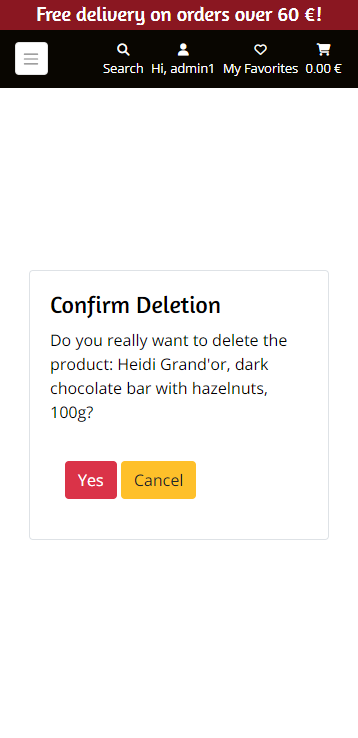 Free delivery on orders over 60 €!
Search Hi, admin1 My Favorites 0.00 €
Confirm Deletion
Do you really want to delete the
product: Heidi Grand'or, dark
chocolate bar with hazelnuts,
100g?
Yes Cancel